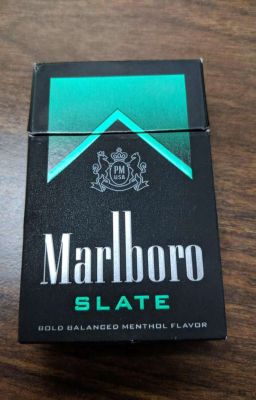 PM
USA
Marlboro
SLATE
BOLD BALANCED MENTHOL FLAVOR